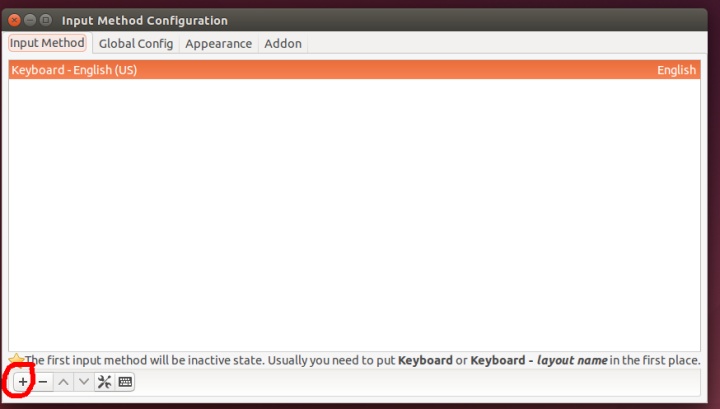 Input Method Configuration
Input Method Global Config Appearance Addon
Keyboard - English (US) English
The first input method will be inactive state. Usually you need to put Keyboard or Keyboard - layout name in the first place.